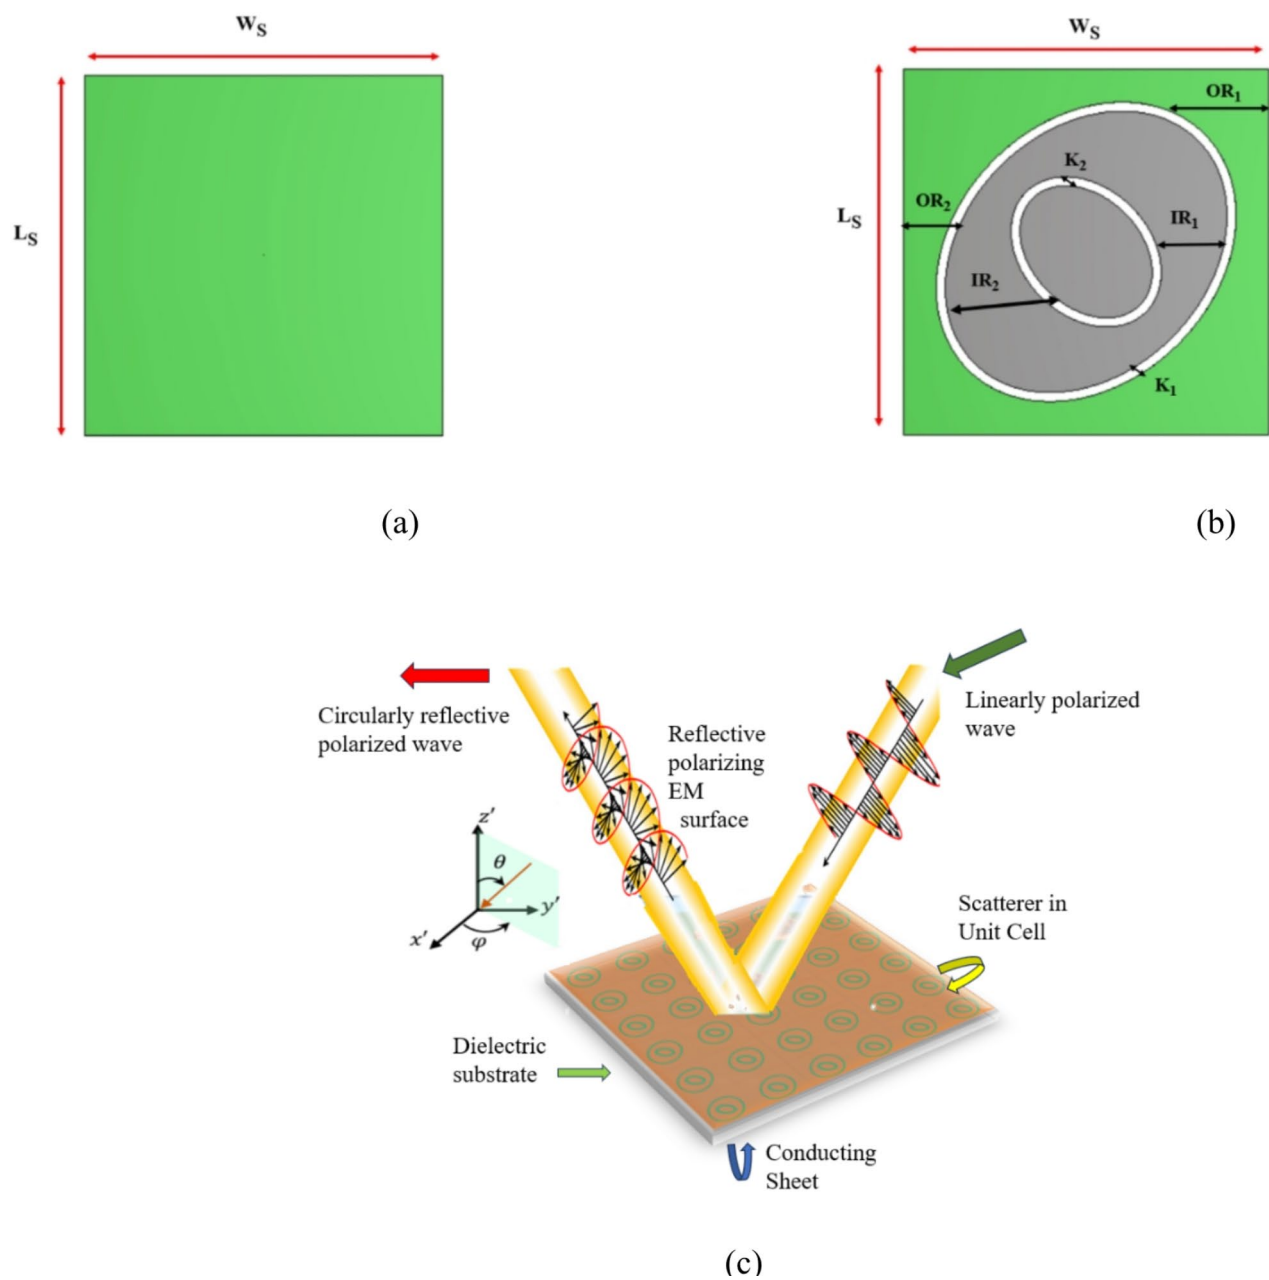 W_S
L_S
(a)
W_S
OR_1
K_2
OR_2
L_S
IR_1
IR_2
K_1
(b)
Linearly polarized
wave
Circularly reflective
polarized wave
Reflective
polarizing
EM
surface
z'
θ
y'
x'
φ
Scatterer in
Unit Cell
Dielectric
substrate
Conducting
Sheet
(c)